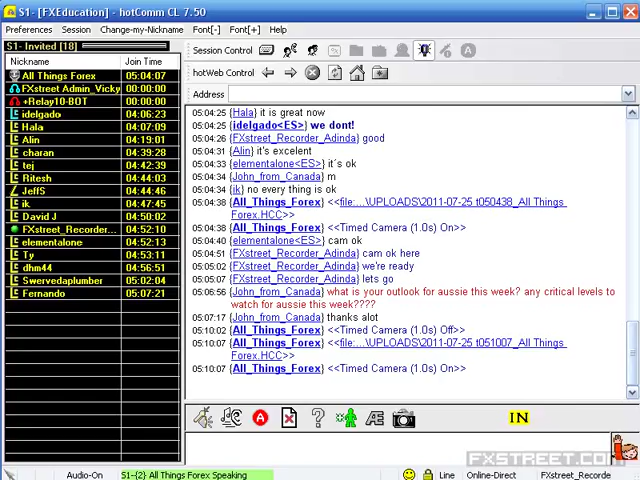 S1- [FXEducation] - hotComm CL 7.50
Preferences Session Change-my-Nickname Font[-] Font[+] Help
S1- Invited [18]
Nickname Join Time
All Things Forex 05:04:07
FXstreet Admin_Vicky 00:00:00
+Relay10-BOT 00:00:00
idelgado 04:06:23
Hala 04:07:09
Alin 04:19:01
charan 04:39:28
tej 04:42:39
Ritesh 04:44:03
JeffS 04:44:46
ik 04:47:45
David J 04:50:02
FXstreet_Recorder... 04:52:10
elementalone 04:52:13
Ty 04:53:11
dhm44 04:56:51
Swervedaplumber 05:02:04
Fernando 05:07:21
Session Control
hotWeb Control
Address
05:04:25 {Hala} it is great now
05:04:25 {idelgado<ES>} we dont!
05:04:26 {FXstreet_Recorder_Adinda} good
05:04:31 {Alin} it's excelent
05:04:33 {elementalone<ES>} it´s ok
05:04:34 {John_from_Canada} m
05:04:34 {ik} no every thing is ok
05:04:38 {All_Things_Forex} <<file:...\UPLOADS\2011-07-25 t050438_All Things
Forex.HCC>>
05:04:38 {All_Things_Forex} <<Timed Camera (1.0s) On>>
05:04:40 {elementalone<ES>} cam ok
05:04:51 {FXstreet_Recorder_Adinda} cam ok here
05:05:02 {FXstreet_Recorder_Adinda} we're ready
05:05:07 {FXstreet_Recorder_Adinda} lets go
05:06:56 {John_from_Canada} what is your outlook for aussie this week? any critical levels to
watch for aussie this week????
05:07:17 {John_from_Canada} thanks alot
05:10:02 {All_Things_Forex} <<Timed Camera (1.0s) Off>>
05:10:07 {All_Things_Forex} <<file:...\UPLOADS\2011-07-25 t051007_All Things
Forex.HCC>>
05:10:07 {All_Things_Forex} <<Timed Camera (1.0s) On>>
IN
FXSTREET.COM
Audio-On S1-{2} All Things Forex Speaking Line Online-Direct FXstreet_Recorde